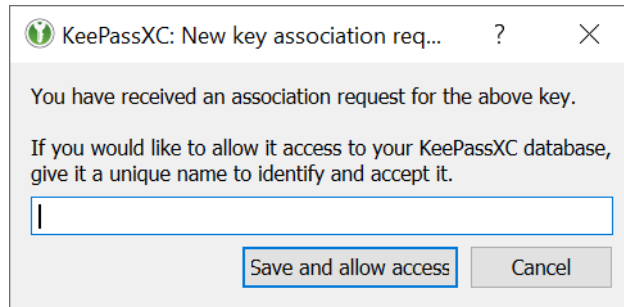 KeePassXC: New key association req...
You have received an association request for the above key.
If you would like to allow it access to your KeePassXC database,
give it a unique name to identify and accept it.
Save and allow access
Cancel